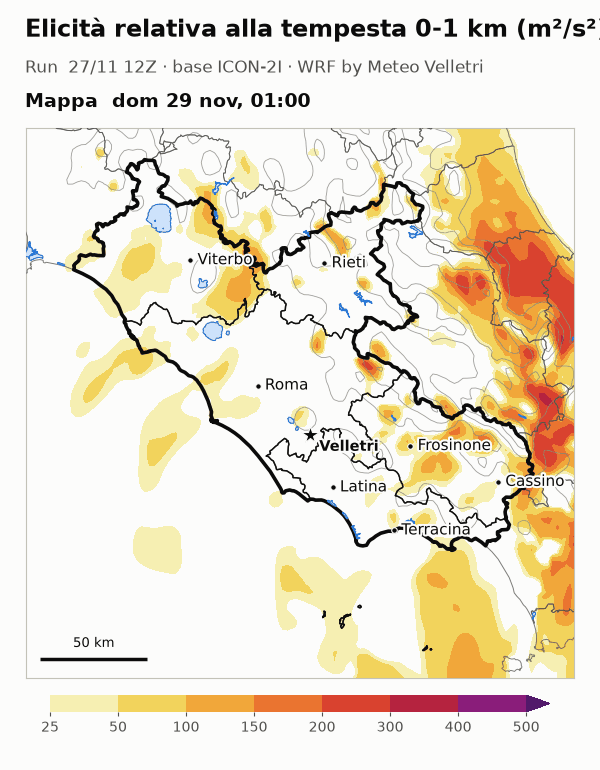 Elicità relativa alla tempesta 0-1 km (m²/s²)
Run 27/11 12Z · base ICON-2I · WRF by Meteo Velletri
Mappa dom 29 nov, 01:00
Viterbo
Rieti
Roma
Velletri
Frosinone
Latina
Cassino
Terracina
50 km
25 50 100 150 200 300 400 500